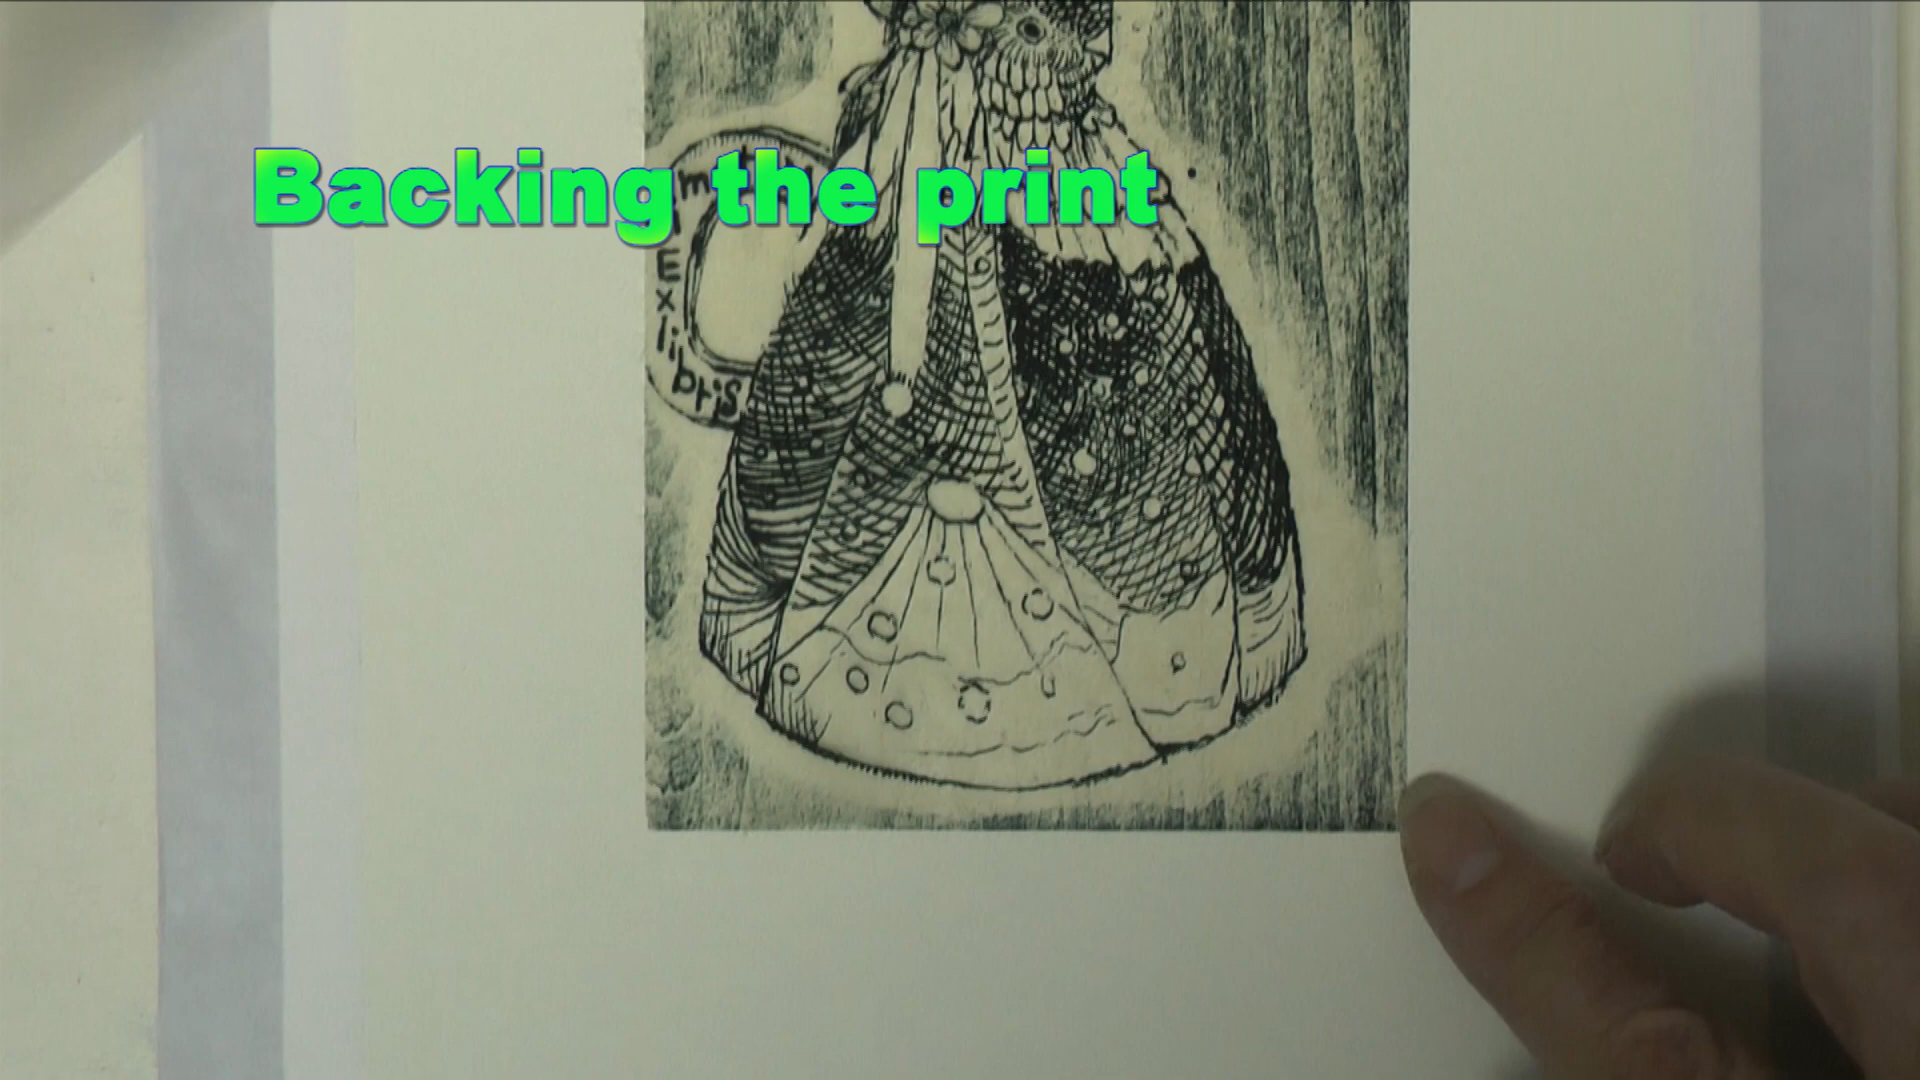 Backing the print
Ex
libris